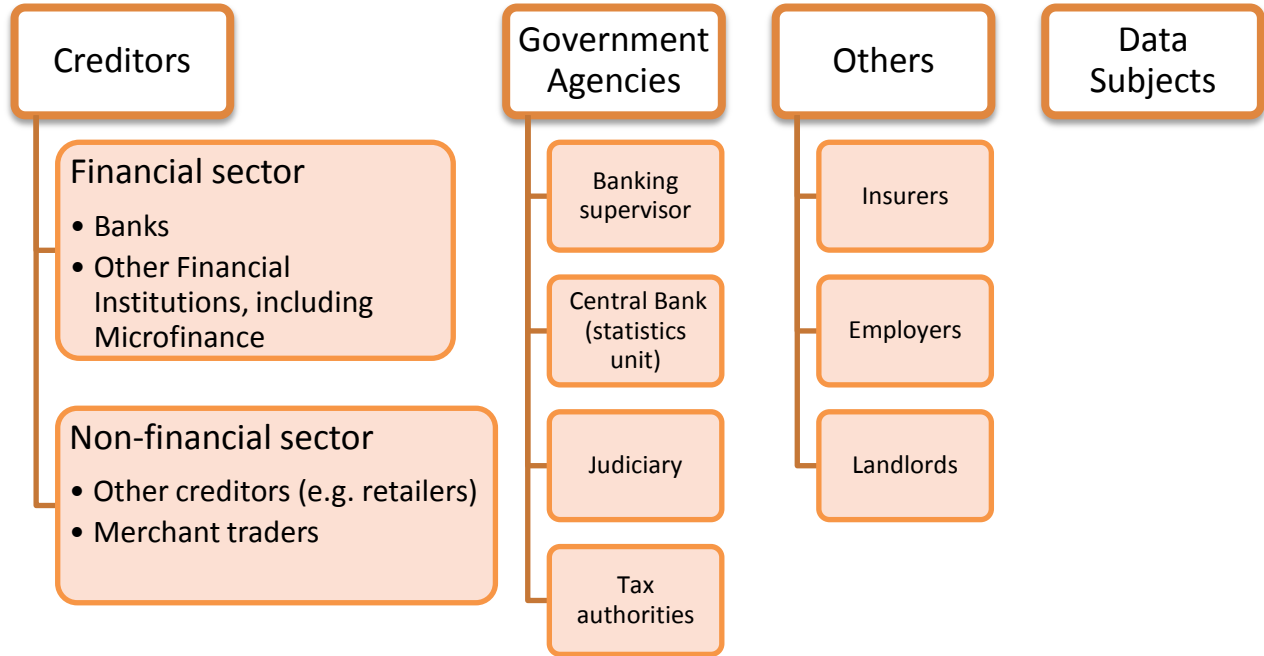 Creditors
Financial sector
• Banks
• Other Financial
Institutions, including
Microfinance
Non-financial sector
• Other creditors (e.g. retailers)
• Merchant traders
Government
Agencies
Banking
supervisor
Central Bank
(statistics
unit)
Judiciary
Tax
authorities
Others
Insurers
Employers
Landlords
Data
Subjects